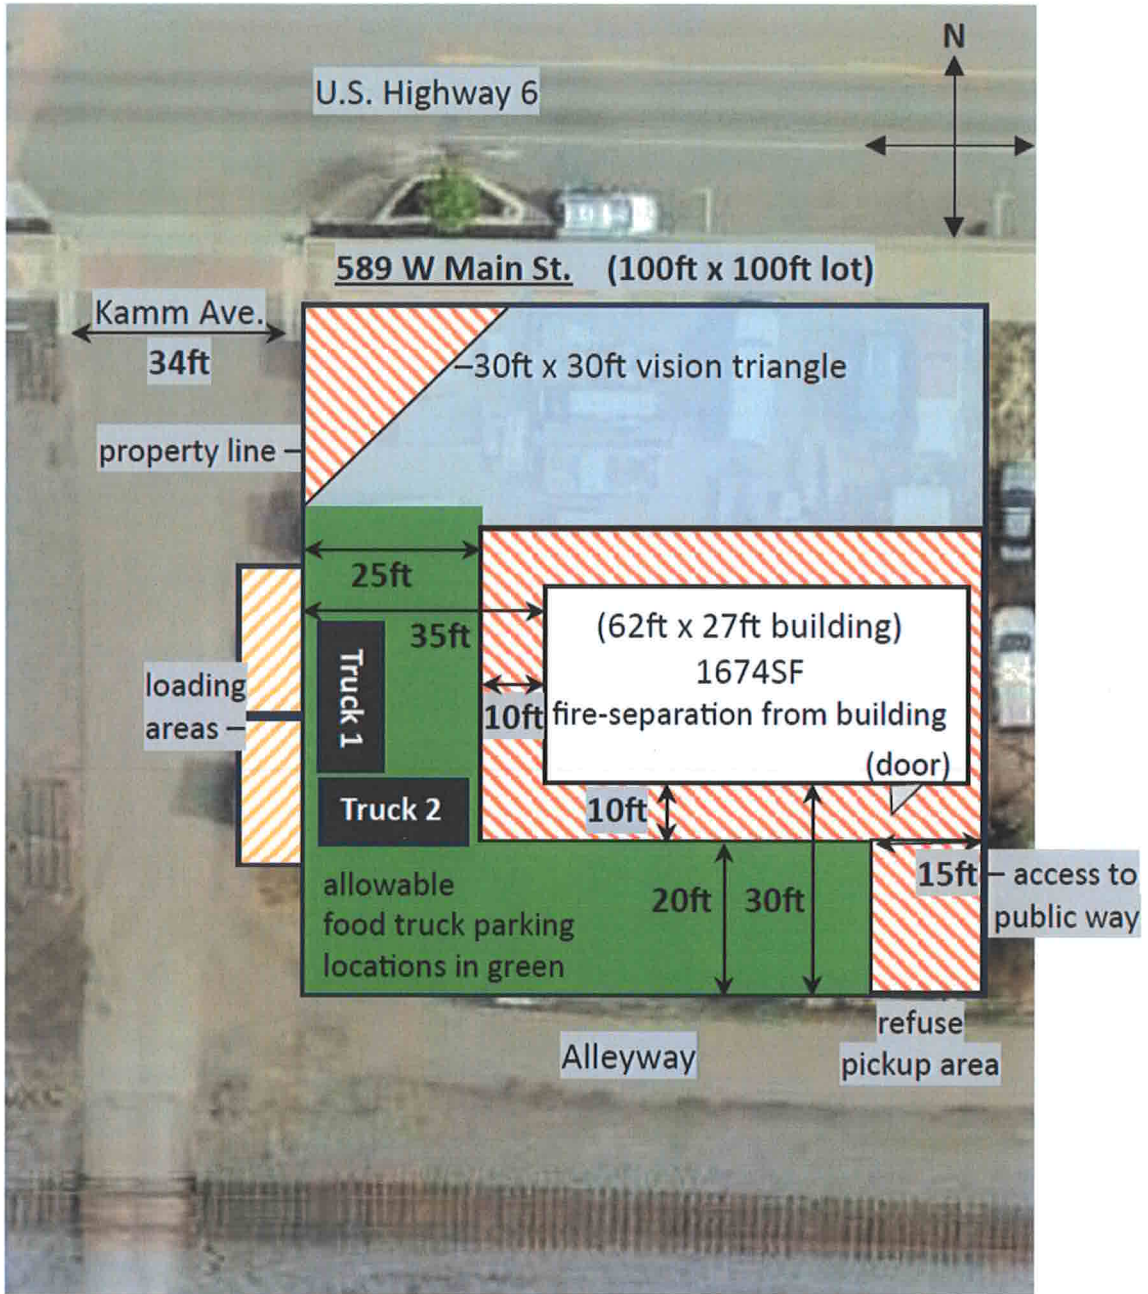 N
U.S. Highway 6
589 W Main St. (100ft x 100ft lot)
Kamm Ave.
34ft
30ft x 30ft vision triangle
property line
25ft
35ft
(62ft x 27ft building)
1674SF
10ft fire-separation from building
(door)
loading
areas
Truck 1
Truck 2
10ft
15ft
access to
public way
allowable
food truck parking
locations in green
20ft
30ft
refuse
pickup area
Alleyway